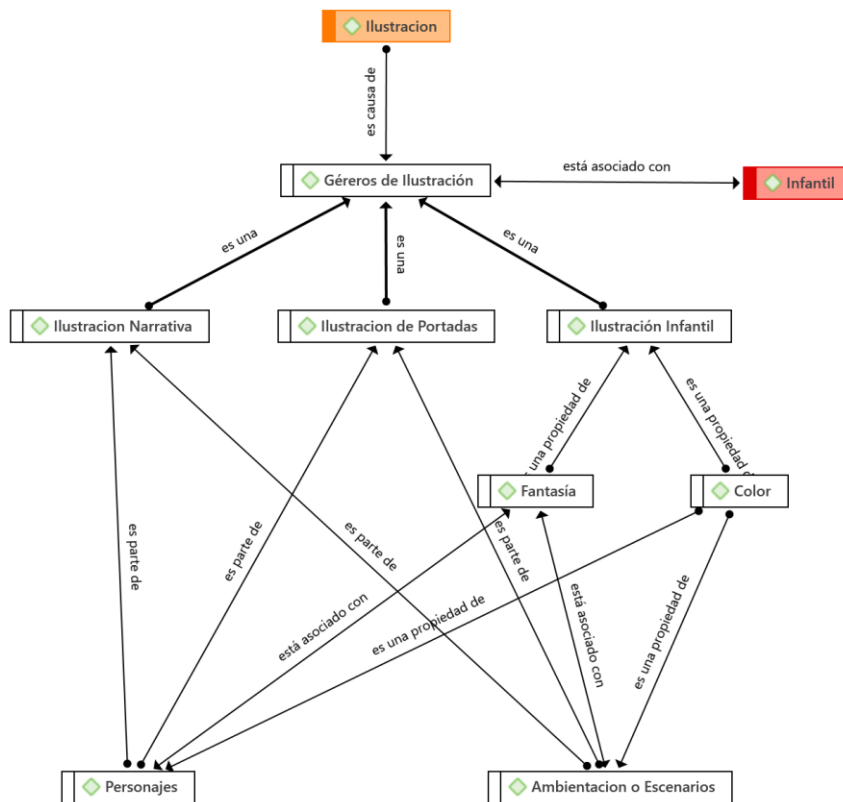 Ilustracion
es causa de
Géreros de Ilustración
está asociado con
Infantil
es una
es una
es una
Ilustracion Narrativa
Ilustracion de Portadas
Ilustración Infantil
es una propiedad de
es una propiedad de
Fantasía
Color
es parte de
es parte de
es parte de
es parte de
está asociado con
es una propiedad de
está asociado con
es una propiedad de
Personajes
Ambientacion o Escenarios